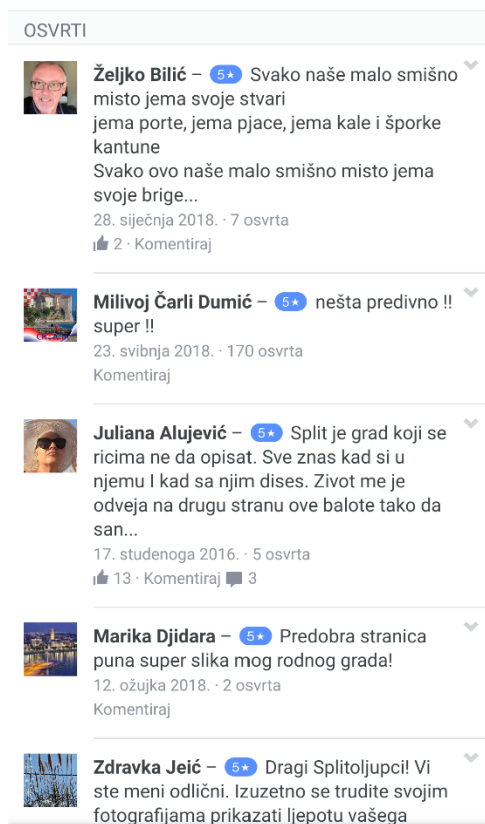 OSVRTI
Željko Bilić – 5★ Svako naše malo smišno
misto jema svoje stvari
jema porte, jema pjace, jema kale i šporke
kantune
Svako ovo naše malo smišno misto jema
svoje brige...
28. siječnja 2018. · 7 osvrta
2 · Komentiraj
Milivoj Čarli Dumić – 5★ nešta predivno !!
super !!
23. svibnja 2018. · 170 osvrta
Komentiraj
Juliana Alujević – 5★ Split je grad koji se
ricima ne da opisat. Sve znas kad si u
njemu I kad sa njim dises. Zivot me je
odveja na drugu stranu ove balote tako da
san...
17. studenoga 2016. · 5 osvrta
13 · Komentiraj 3
Marika Djidara – 5★ Predobra stranica
puna super slika mog rodnog grada!
12. ožujka 2018. · 2 osvrta
Komentiraj
Zdravka Jeić – 5★ Dragi Splitoljupci! Vi
ste meni odlični. Izuzetno se trudite svojim
fotografijama prikazati ljepotu vašega